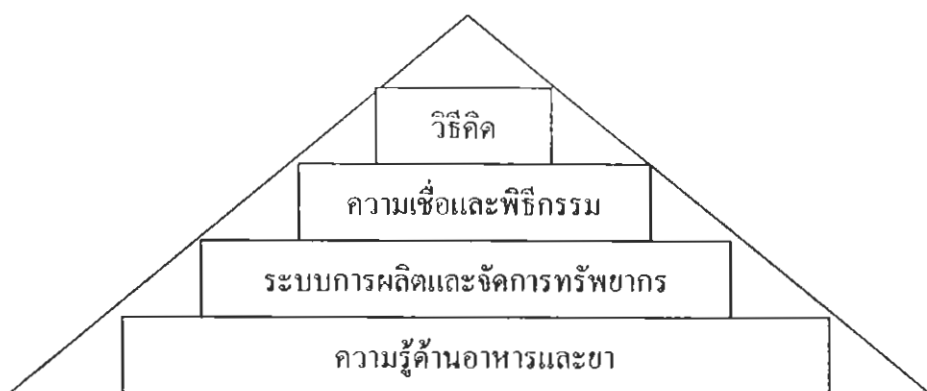 วิธีคิด
ความเชื่อและพิธีกรรม
ระบบการผลิตและจัดการทรัพยากร
ความรู้ด้านอาหารและยา